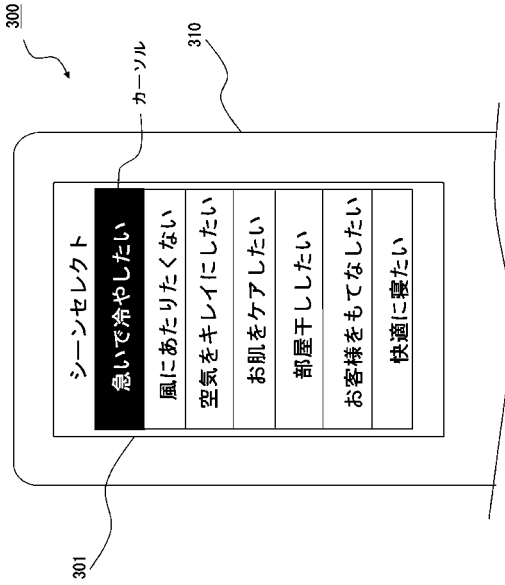 300
カーソル
310
シーンセレクト
急いで冷やしたい
風にあたりたくない
空気をキレイにしたい
お肌をケアしたい
部屋干ししたい
お客様をもてなしたい
快適に寝たい
301